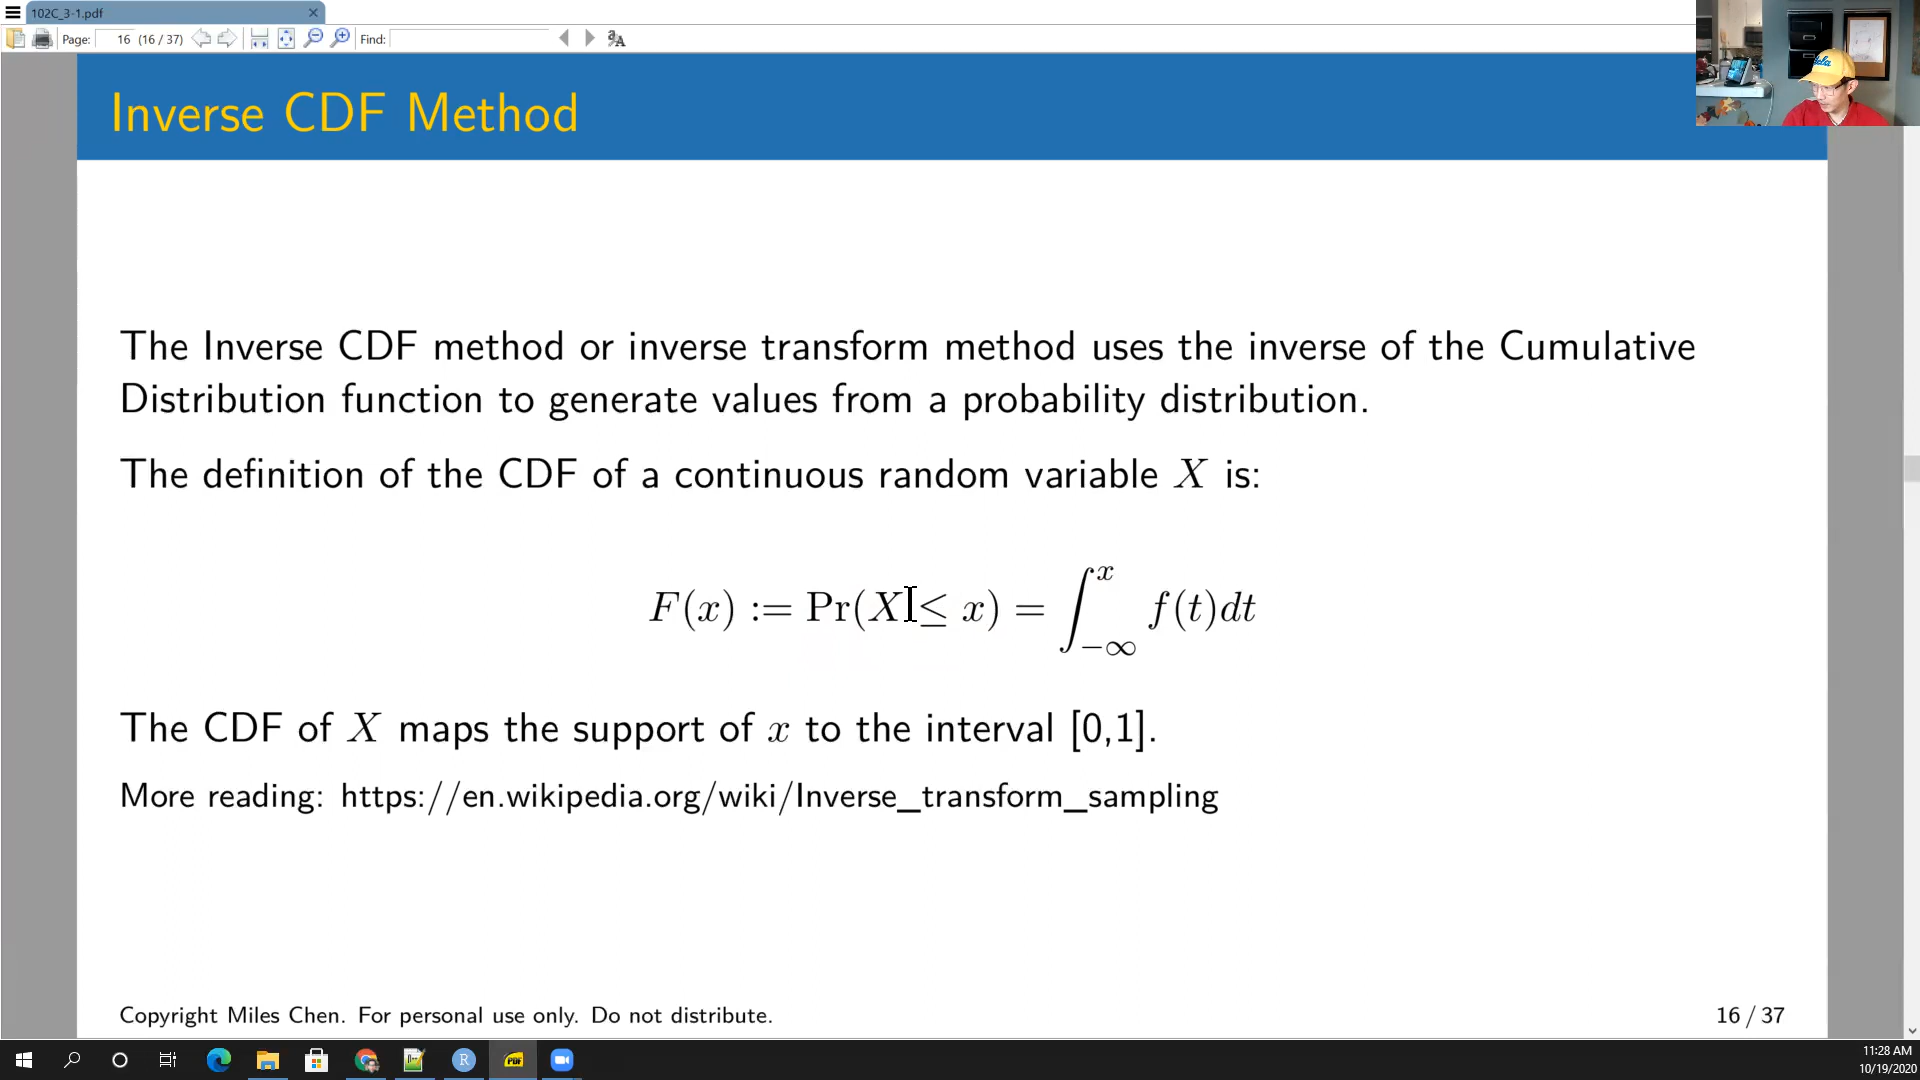 102C_3-1.pdf
Page: 16 (16 / 37) Find:
Inverse CDF Method
The Inverse CDF method or inverse transform method uses the inverse of the Cumulative
Distribution function to generate values from a probability distribution.
The definition of the CDF of a continuous random variable X is:
F(x) := Pr(X ≤ x) = ∫_{−∞}^{x} f(t)dt
The CDF of X maps the support of x to the interval [0,1].
More reading: https://en.wikipedia.org/wiki/Inverse_transform_sampling
Copyright Miles Chen. For personal use only. Do not distribute.
16 / 37
11:28 AM
10/19/2020